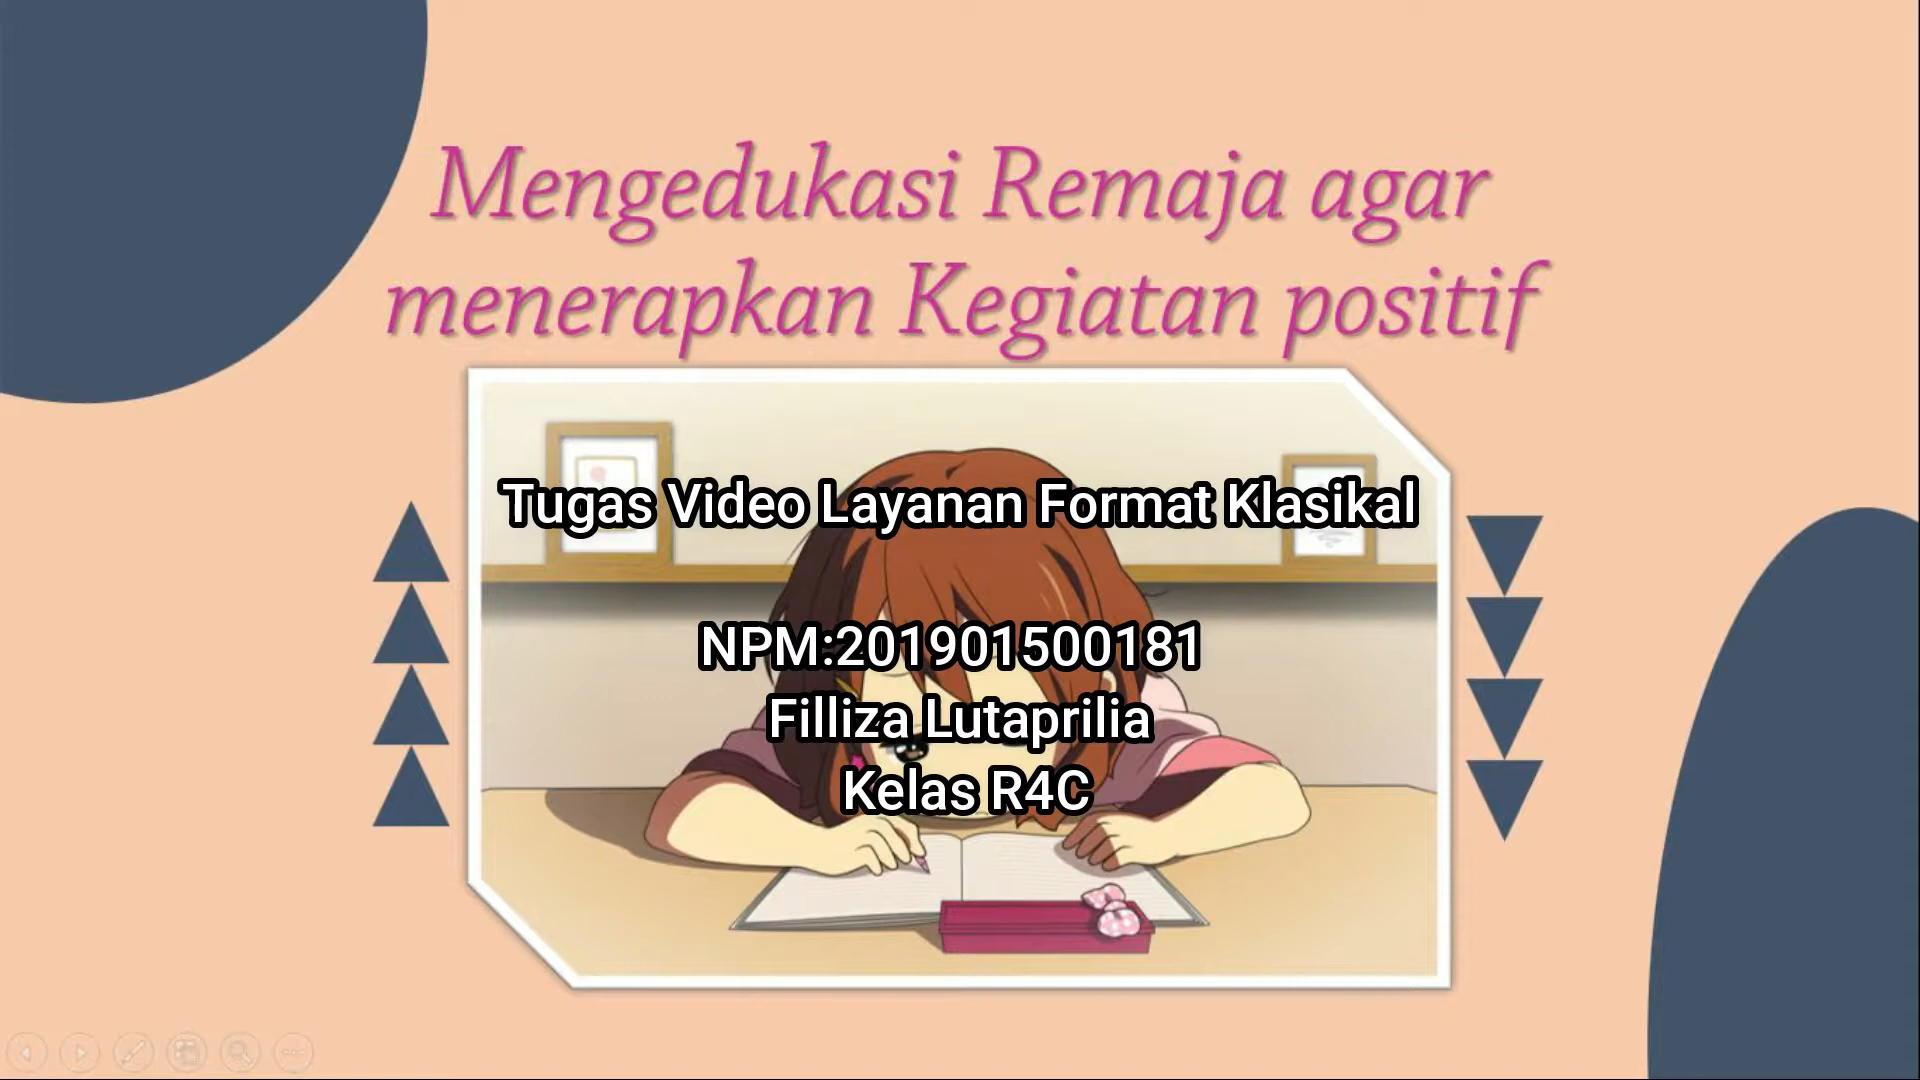 Mengedukasi Remaja agar
menerapkan Kegiatan positif
Tugas Video Layanan Format Klasikal
NPM:201901500181
Filliza Lutaprilia
Kelas R4C